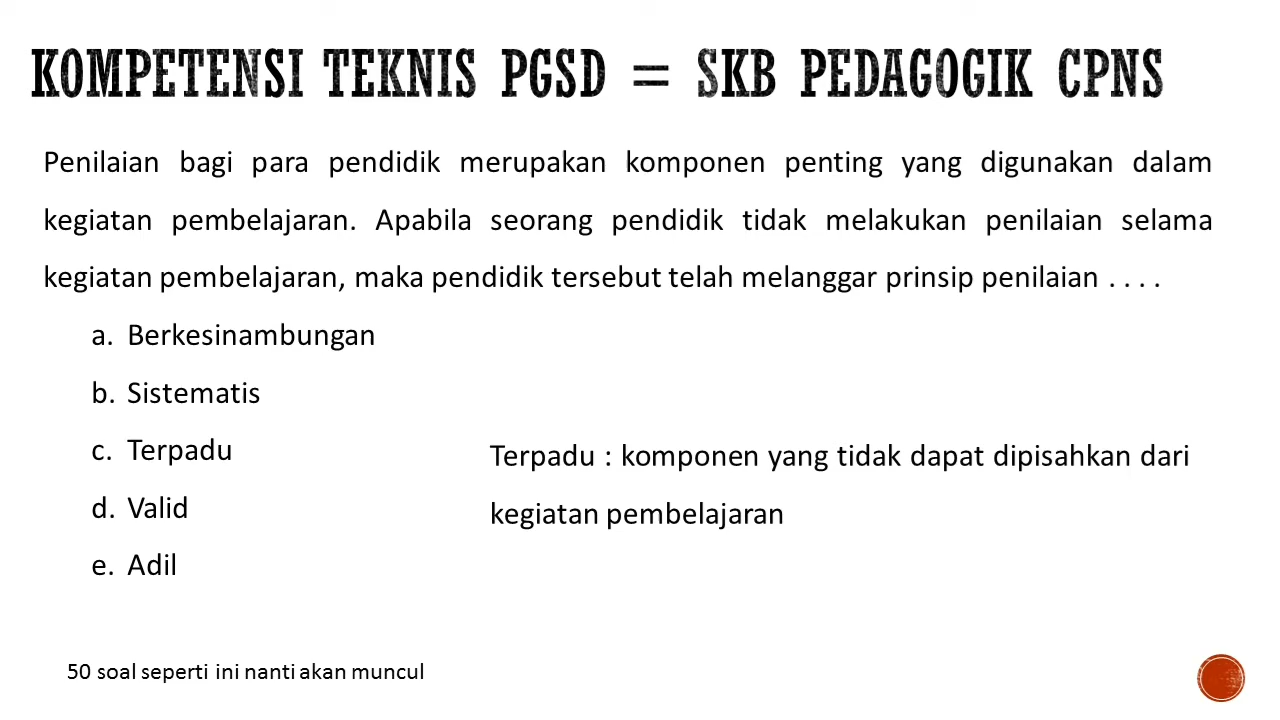 KOMPETENSI TEKNIS PGSD = SKB PEDAGOGIK CPNS
Penilaian bagi para pendidik merupakan komponen penting yang digunakan dalam
kegiatan pembelajaran. Apabila seorang pendidik tidak melakukan penilaian selama
kegiatan pembelajaran, maka pendidik tersebut telah melanggar prinsip penilaian . . . .
a. Berkesinambungan
b. Sistematis
c. Terpadu
d. Valid
e. Adil
Terpadu : komponen yang tidak dapat dipisahkan dari
kegiatan pembelajaran
50 soal seperti ini nanti akan muncul